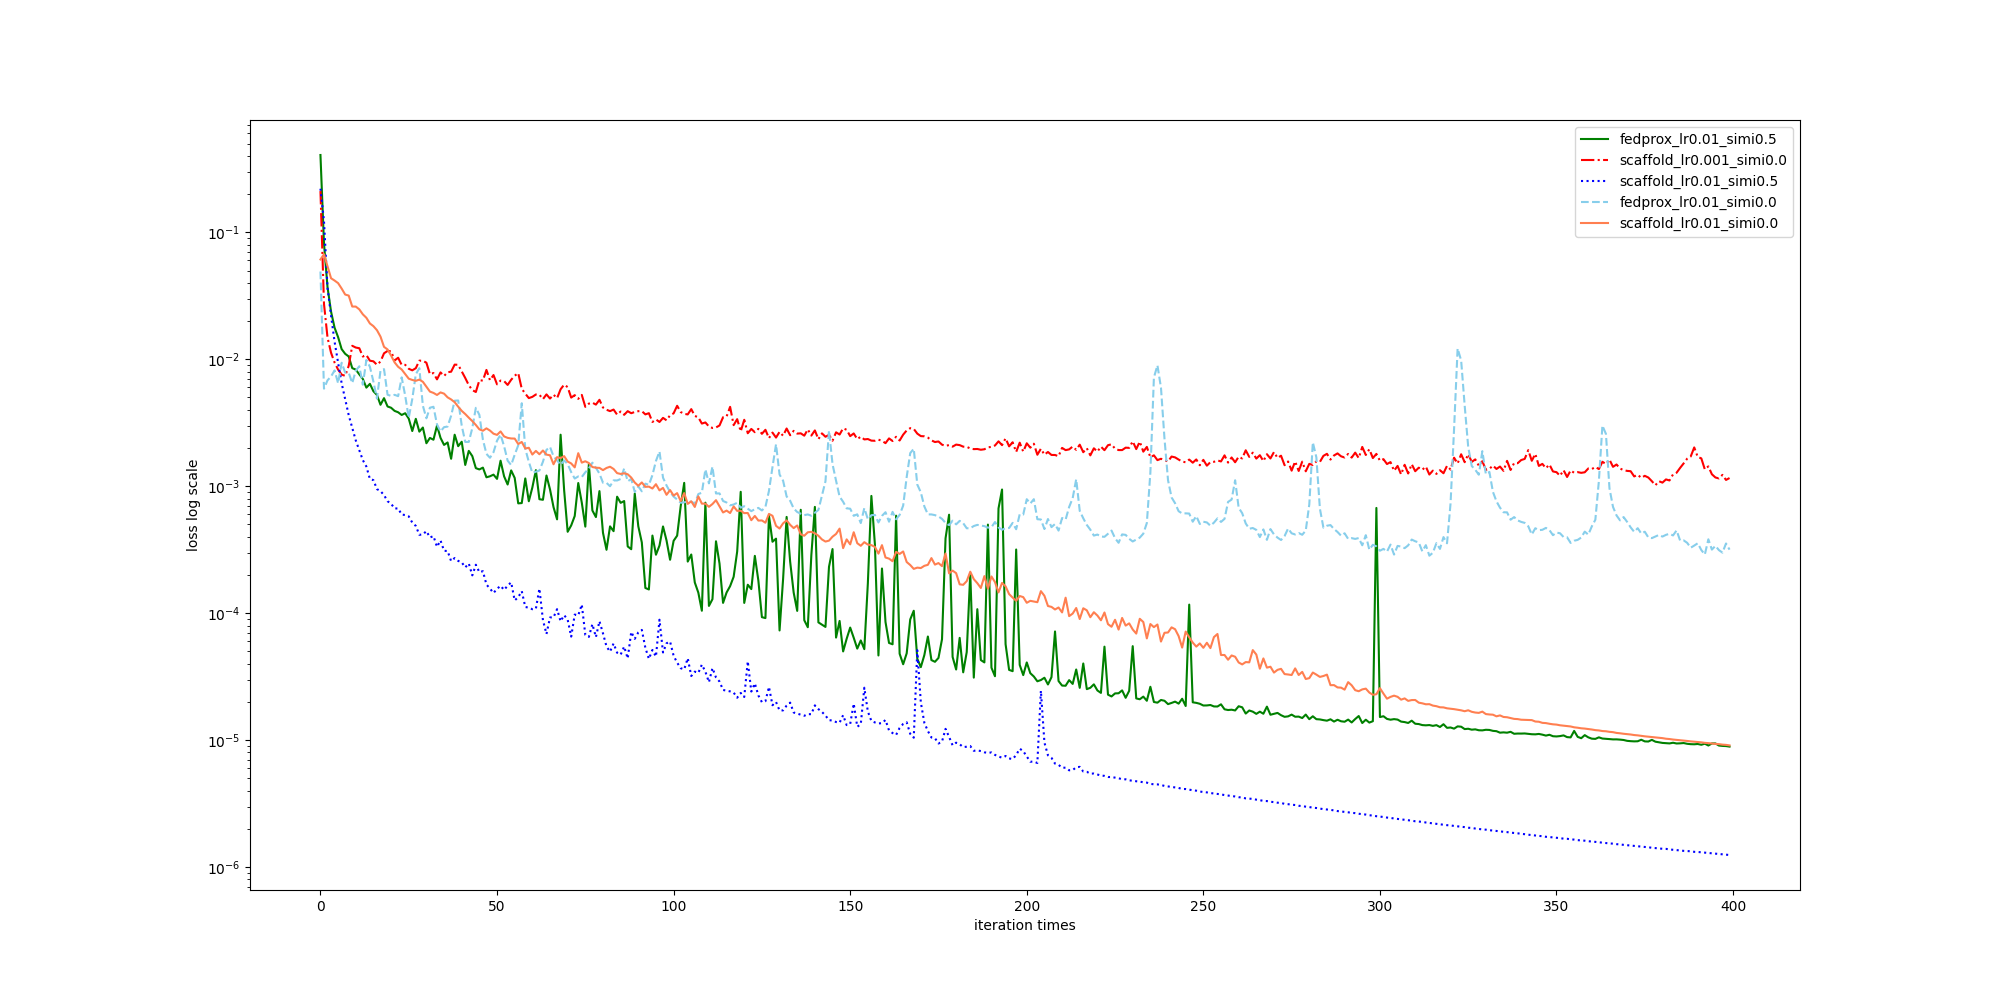 fedprox_lr0.01_simi0.5
scaffold_lr0.001_simi0.0
scaffold_lr0.01_simi0.5
fedprox_lr0.01_simi0.0
scaffold_lr0.01_simi0.0
loss log scale
10⁻¹
10⁻²
10⁻³
10⁻⁴
10⁻⁵
10⁻⁶
0 50 100 150 200 250 300 350 400
iteration times